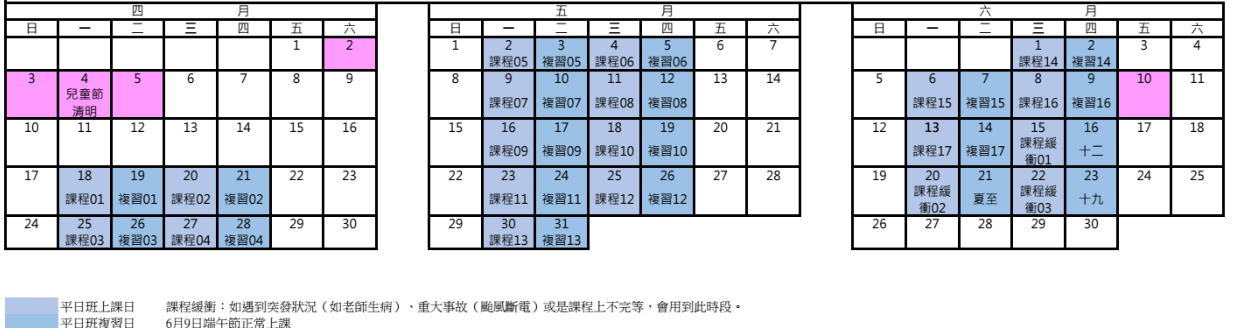 四 月
日 一 二 三 四 五 六
1 2
3 4 5 6 7 8 9
兒童節
清明
10 11 12 13 14 15 16
17 18 19 20 21 22 23
課程01 複習01 課程02 複習02
24 25 26 27 28 29 30
課程03 複習03 課程04 複習04
五 月
日 一 二 三 四 五 六
1 2 3 4 5 6 7
課程05 複習05 課程06 複習06
8 9 10 11 12 13 14
課程07 複習07 課程08 複習08
15 16 17 18 19 20 21
課程09 複習09 課程10 複習10
22 23 24 25 26 27 28
課程11 複習11 課程12 複習12
29 30 31
課程13 複習13
六 月
日 一 二 三 四 五 六
1 2 3 4
課程14 複習14
5 6 7 8 9 10 11
課程15 複習15 課程16 複習16
12 13 14 15 16 17 18
課程17 複習17 課程緩 十二
衝01
19 20 21 22 23 24 25
課程緩 夏至 課程緩 十九
衝02 衝03
26 27 28 29 30
平日班上課日 課程緩衝：如遇到突發狀況（如老師生病）、重大事故（颱風斷電）或是課程上不完等，會用到此時段。
平日班複習日 6月9日端午節正常上課